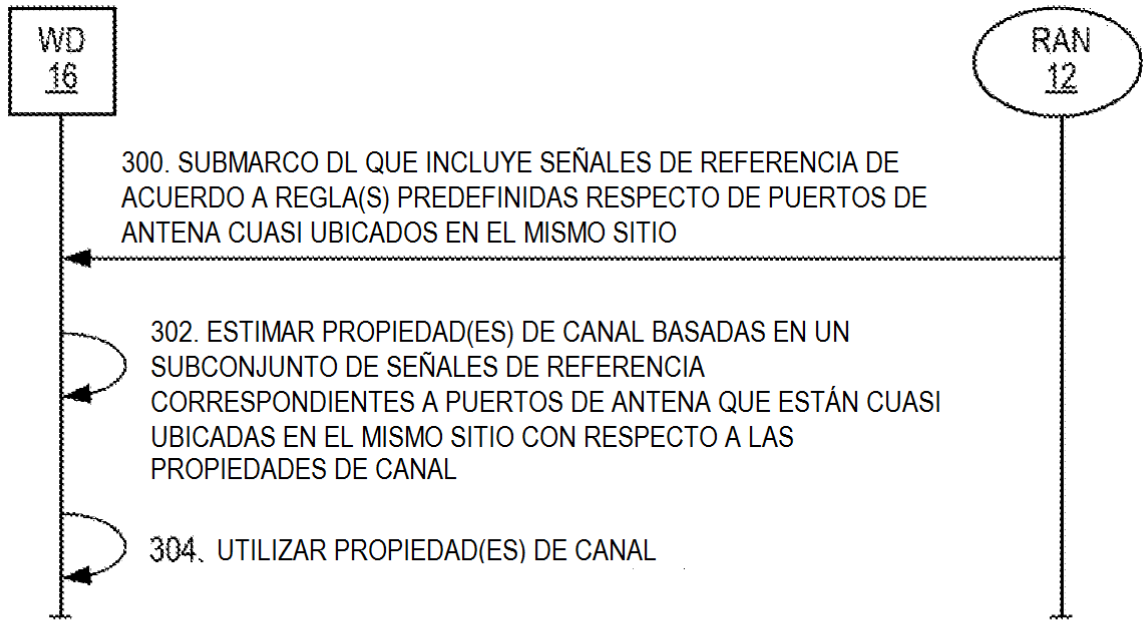 WD
16
RAN
12
300. SUBMARCO DL QUE INCLUYE SEÑALES DE REFERENCIA DE
ACUERDO A REGLA(S) PREDEFINIDAS RESPECTO DE PUERTOS DE
ANTENA CUASI UBICADOS EN EL MISMO SITIO
302. ESTIMAR PROPIEDAD(ES) DE CANAL BASADAS EN UN
SUBCONJUNTO DE SEÑALES DE REFERENCIA
CORRESPONDIENTES A PUERTOS DE ANTENA QUE ESTÁN CUASI
UBICADAS EN EL MISMO SITIO CON RESPECTO A LAS
PROPIEDADES DE CANAL
304. UTILIZAR PROPIEDAD(ES) DE CANAL